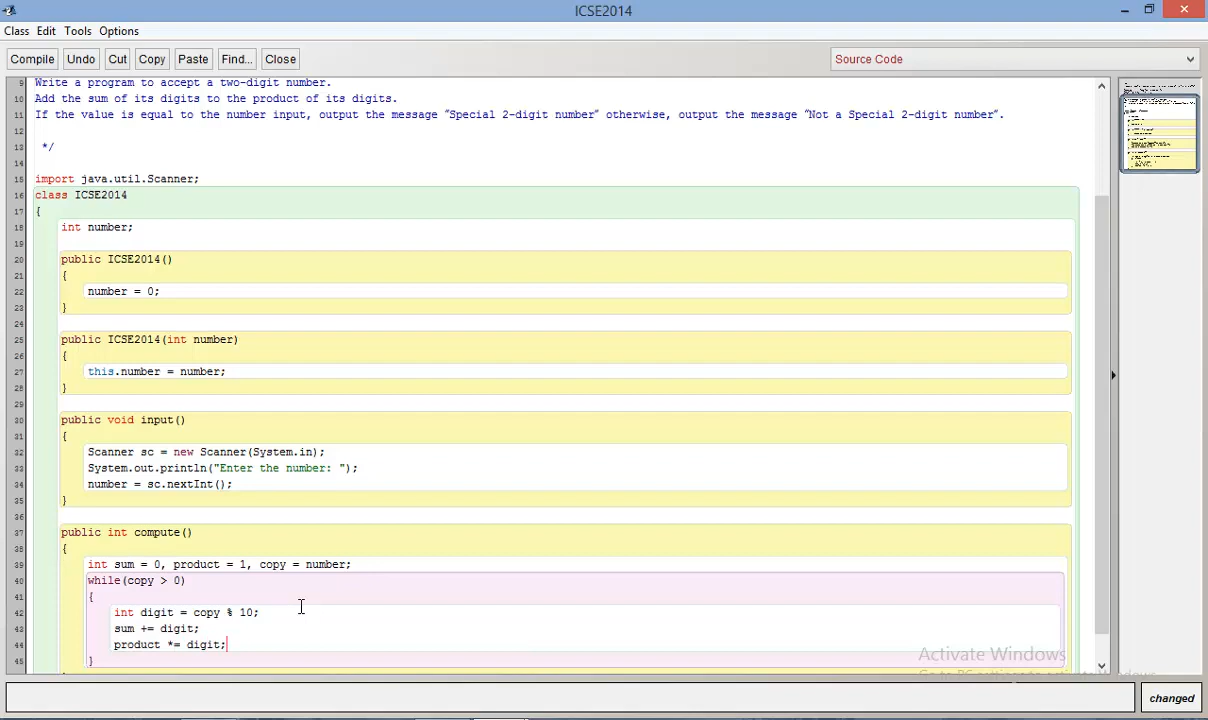 ICSE2014
Class Edit Tools Options
Compile Undo Cut Copy Paste Find... Close Source Code
9 Write a program to accept a two-digit number.
10 Add the sum of its digits to the product of its digits.
11 If the value is equal to the number input, output the message “Special 2-digit number” otherwise, output the message “Not a Special 2-digit number”.
12
13 */
14
15 import java.util.Scanner;
16 class ICSE2014
17 {
18 int number;
19
20 public ICSE2014()
21 {
22 number = 0;
23 }
24
25 public ICSE2014(int number)
26 {
27 this.number = number;
28 }
29
30 public void input()
31 {
32 Scanner sc = new Scanner(System.in);
33 System.out.println("Enter the number: ");
34 number = sc.nextInt();
35 }
36
37 public int compute()
38 {
39 int sum = 0, product = 1, copy = number;
40 while(copy > 0)
41 {
42 int digit = copy % 10;
43 sum += digit;
44 product *= digit;
45 }
Activate Windows
changed